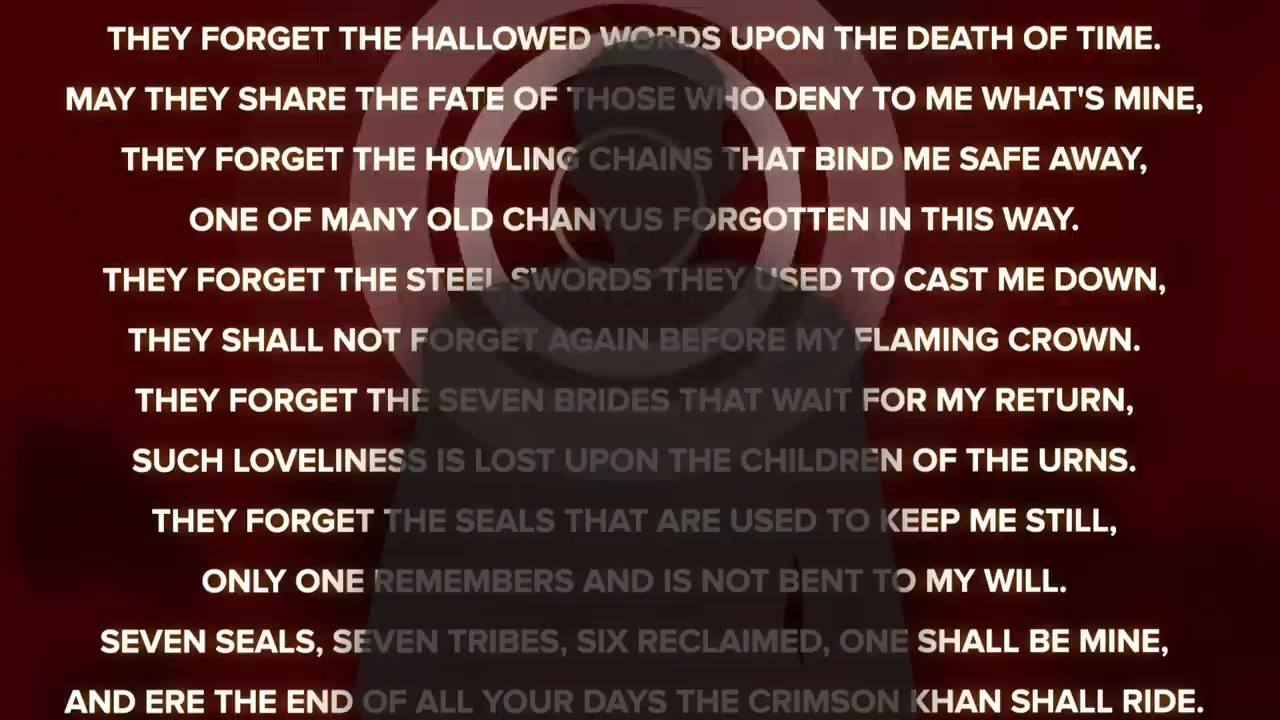 THEY FORGET THE HALLOWED WORDS UPON THE DEATH OF TIME.
MAY THEY SHARE THE FATE OF THOSE WHO DENY TO ME WHAT'S MINE,
THEY FORGET THE HOWLING CHAINS THAT BIND ME SAFE AWAY,
ONE OF MANY OLD CHANYUS FORGOTTEN IN THIS WAY.
THEY FORGET THE STEEL SWORDS THEY USED TO CAST ME DOWN,
THEY SHALL NOT FORGET AGAIN BEFORE MY FLAMING CROWN.
THEY FORGET THE SEVEN BRIDES THAT WAIT FOR MY RETURN,
SUCH LOVELINESS IS LOST UPON THE CHILDREN OF THE URNS.
THEY FORGET THE SEALS THAT ARE USED TO KEEP ME STILL,
ONLY ONE REMEMBERS AND IS NOT BENT TO MY WILL.
SEVEN SEALS, SEVEN TRIBES, SIX RECLAIMED, ONE SHALL BE MINE,
AND ERE THE END OF ALL YOUR DAYS THE CRIMSON KHAN SHALL RIDE.